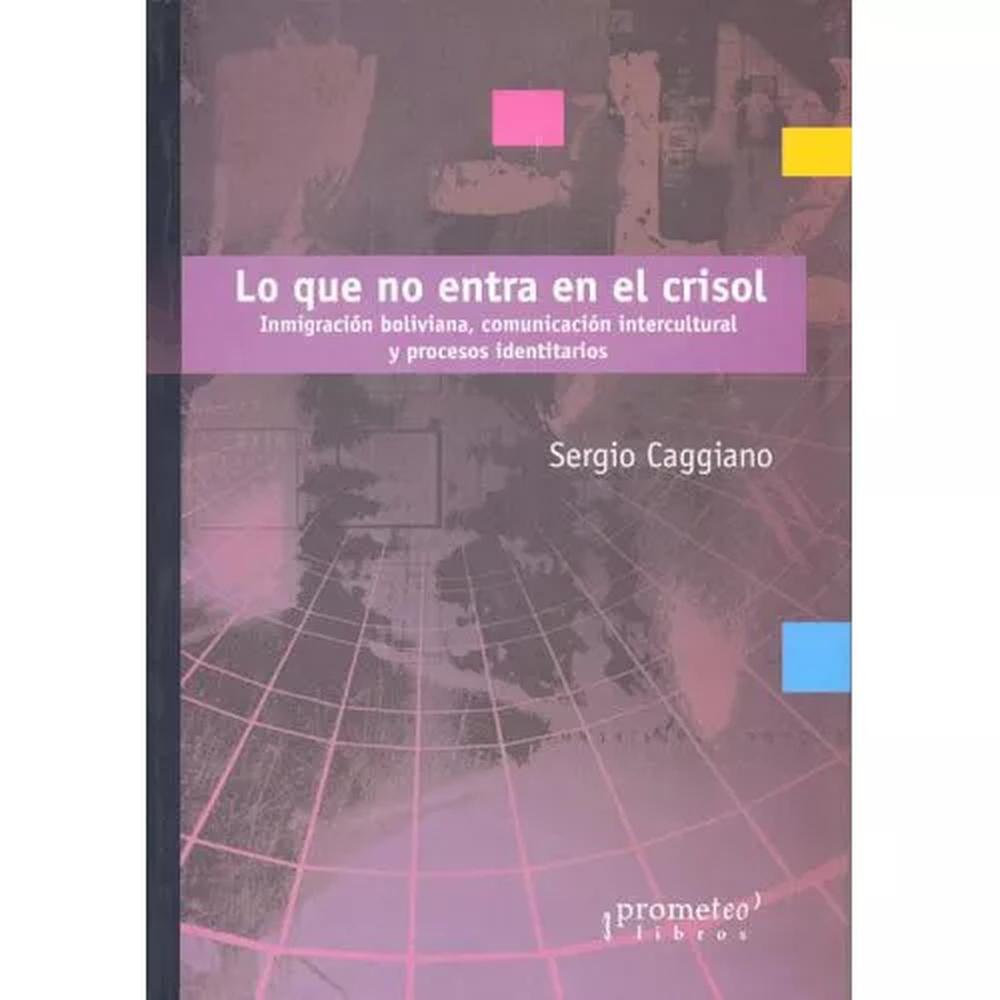 Lo que no entra en el crisol
Inmigración boliviana, comunicación intercultural
y procesos identitarios
Sergio Caggiano
prometeo
libros